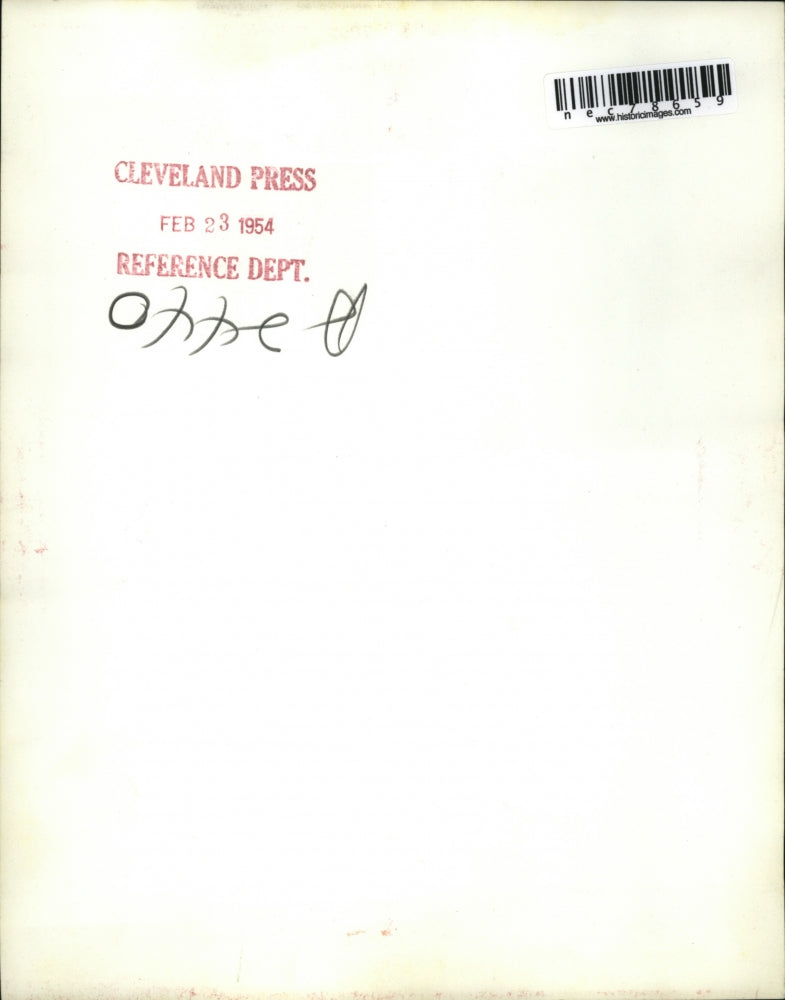 nec78659
www.historicimages.com
CLEVELAND PRESS
FEB 23 1954
REFERENCE DEPT.